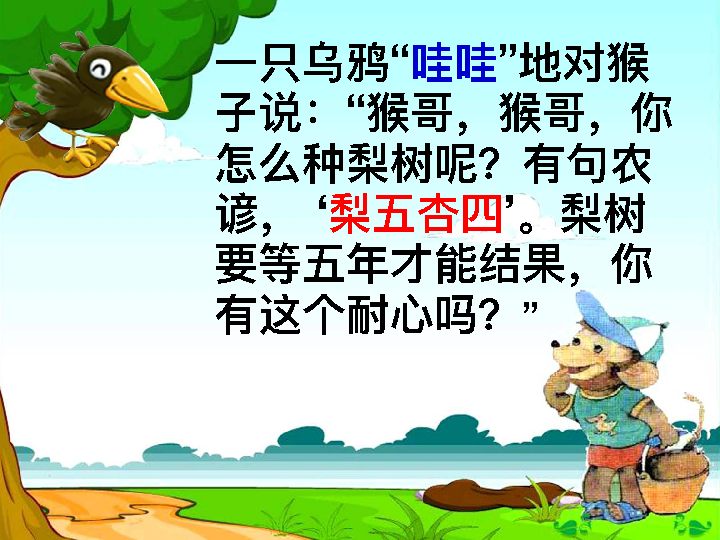 一只乌鸦“哇哇”地对猴
子说：“猴哥，猴哥，你
怎么种梨树呢？有句农
谚，‘梨五杏四’。梨树
要等五年才能结果，你
有这个耐心吗？”